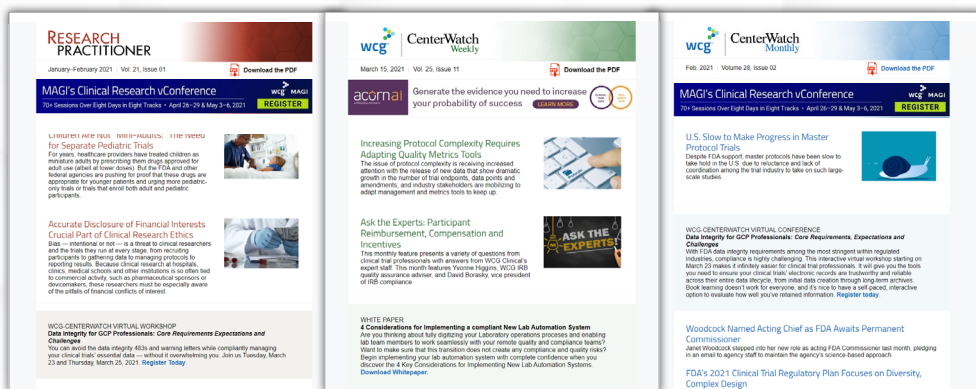 RESEARCH
PRACTITIONER
January–February 2021 | Vol. 21, Issue 01
Download the PDF
MAGI's Clinical Research vConference
70+ Sessions Over Eight Days in Eight Tracks • April 26–29 & May 3–6, 2021
wcg MAGI
REGISTER
Children Are Not 'Mini-Adults:' The Need
for Separate Pediatric Trials
For years, healthcare providers have treated children as
miniature adults by prescribing them drugs approved for
adult use (albeit at lower doses). But the FDA and other
federal agencies are pushing for proof that these drugs are
appropriate for younger patients and urging more pediatric-
only trials or trials that enroll both adult and pediatric
participants.
Accurate Disclosure of Financial Interests
Crucial Part of Clinical Research Ethics
Bias — intentional or not — is a threat to clinical researchers
and the trials they run at every stage, from recruiting
participants to gathering data to managing protocols to
reporting results. Because clinical research at hospitals,
clinics, medical schools and other institutions is so often tied
to commercial activity, such as pharmaceutical sponsors or
devicemakers, these researchers must be especially aware
of the pitfalls of financial conflicts of interest.
WCG-CENTERWATCH VIRTUAL WORKSHOP
Data Integrity for GCP Professionals: Core Requirements Expectations and
Challenges
You can avoid the data integrity 483s and warning letters while compliantly managing
your clinical trials' essential data — without it overwhelming you. Join us Tuesday, March
23 and Thursday, March 25, 2021. Register Today.
wcg CenterWatch
Weekly
March 15, 2021 | Vol. 25, Issue 11
Download the PDF
acorn ai
Generate the evidence you need to increase
your probability of success
LEARN MORE
Increasing Protocol Complexity Requires
Adapting Quality Metrics Tools
The issue of protocol complexity is receiving increased
attention with the release of new data that show dramatic
growth in the number of trial endpoints, data points and
amendments, and industry stakeholders are mobilizing to
adapt management and metrics tools to keep up.
Ask the Experts: Participant
Reimbursement, Compensation and
Incentives
This monthly feature presents a variety of questions from
clinical trial professionals with answers from WCG Clinical's
expert staff. This month features Yvonne Higgins, WCG IRB
quality assurance adviser, and David Borasky, vice president
of IRB compliance.
ASK THE
EXPERTS
WHITE PAPER
4 Considerations for Implementing a compliant New Lab Automation System
Are you thinking about fully digitizing your Laboratory operations processes and enabling
lab team members to work seamlessly with your remote quality and compliance teams?
Want to make sure that this transition does not create any compliance and quality risks?
Begin implementing your lab automation system with complete confidence when you
discover the 4 Key Considerations for Implementing New Lab Automation Systems.
Download Whitepaper.
wcg CenterWatch
Monthly
Feb. 2021 | Volume 28, Issue 02
Download the PDF
MAGI's Clinical Research vConference
70+ Sessions Over Eight Days in Eight Tracks • April 26–29 & May 3–6, 2021
wcg MAGI
REGISTER
U.S. Slow to Make Progress in Master
Protocol Trials
Despite FDA support, master protocols have been slow to
take hold in the U.S. due to reluctance and lack of
coordination among the trial industry to take on such large-
scale studies.
WCG-CENTERWATCH VIRTUAL CONFERENCE
Data Integrity for GCP Professionals: Core Requirements, Expectations and
Challenges
With FDA data integrity requirements among the most stringent within regulated
industries, compliance is highly challenging. This interactive virtual workshop starting on
March 23 makes it infinitely easier for clinical trial professionals. It will give you the tools
you need to ensure your clinical trials' electronic records are trustworthy and reliable
across their entire data lifecycle, from initial data creation through long-term archives.
Book learning doesn't work for everyone, and it's nice to have a self-paced, interactive
option to evaluate how well you've retained information. Register today.
Woodcock Named Acting Chief as FDA Awaits Permanent
Commissioner
Janet Woodcock stepped into her new role as acting FDA Commissioner last month, pledging
in an email to agency staff to maintain the agency's science-based approach.
FDA's 2021 Clinical Trial Regulatory Plan Focuses on Diversity,
Complex Design